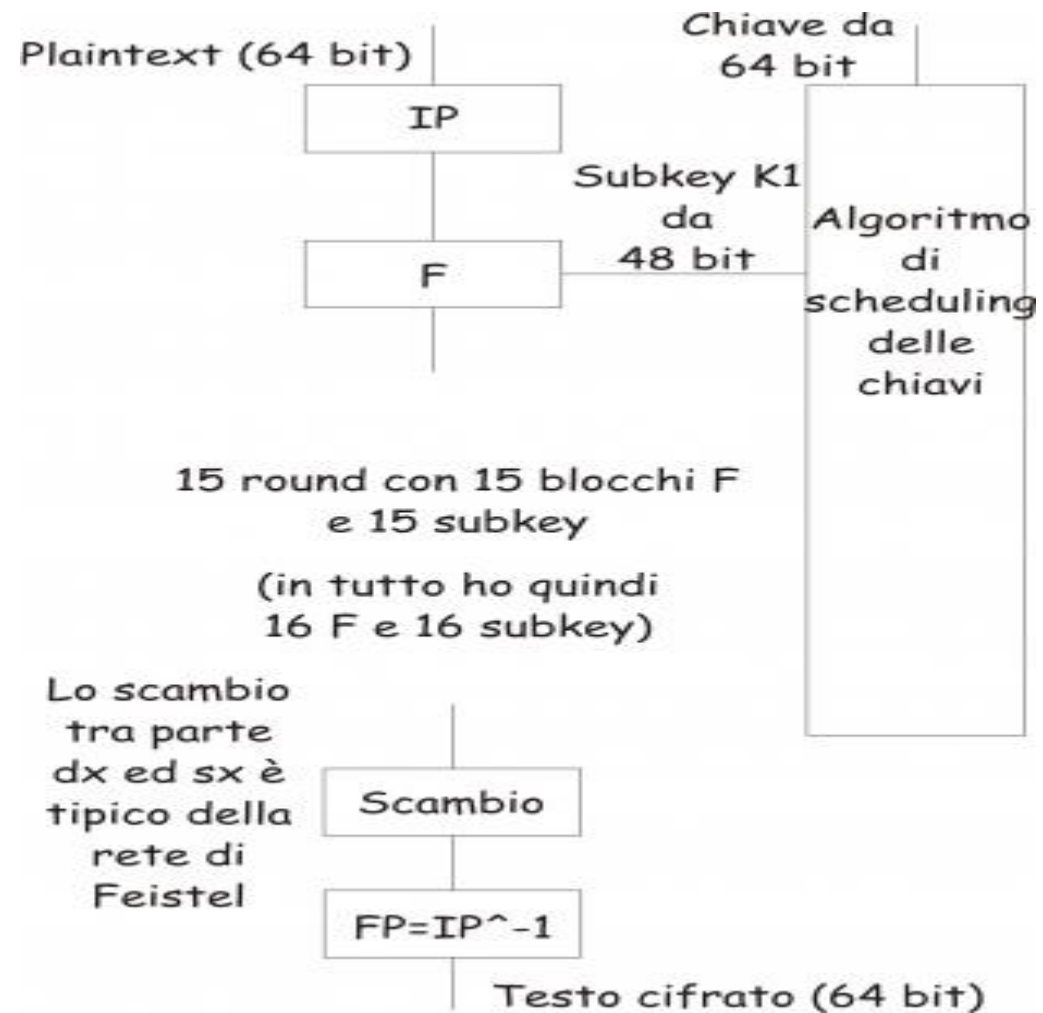 Plaintext (64 bit)
Chiave da
64 bit
IP
Subkey K1
da
48 bit
F
Algoritmo
di
scheduling
delle
chiavi
15 round con 15 blocchi F
e 15 subkey
(in tutto ho quindi
16 F e 16 subkey)
Lo scambio
tra parte
dx ed sx è
tipico della
rete di
Feistel
Scambio
FP=IP^-1
Testo cifrato (64 bit)